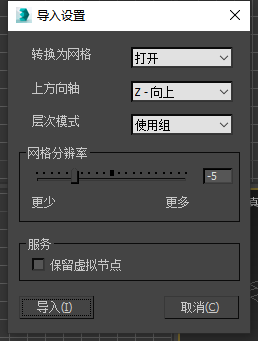 导入设置
转换为网格 打开
上方向轴 Z - 向上
层次模式 使用组
网格分辨率
-5
更少 更多
服务
保留虚拟节点
导入(I) 取消(C)